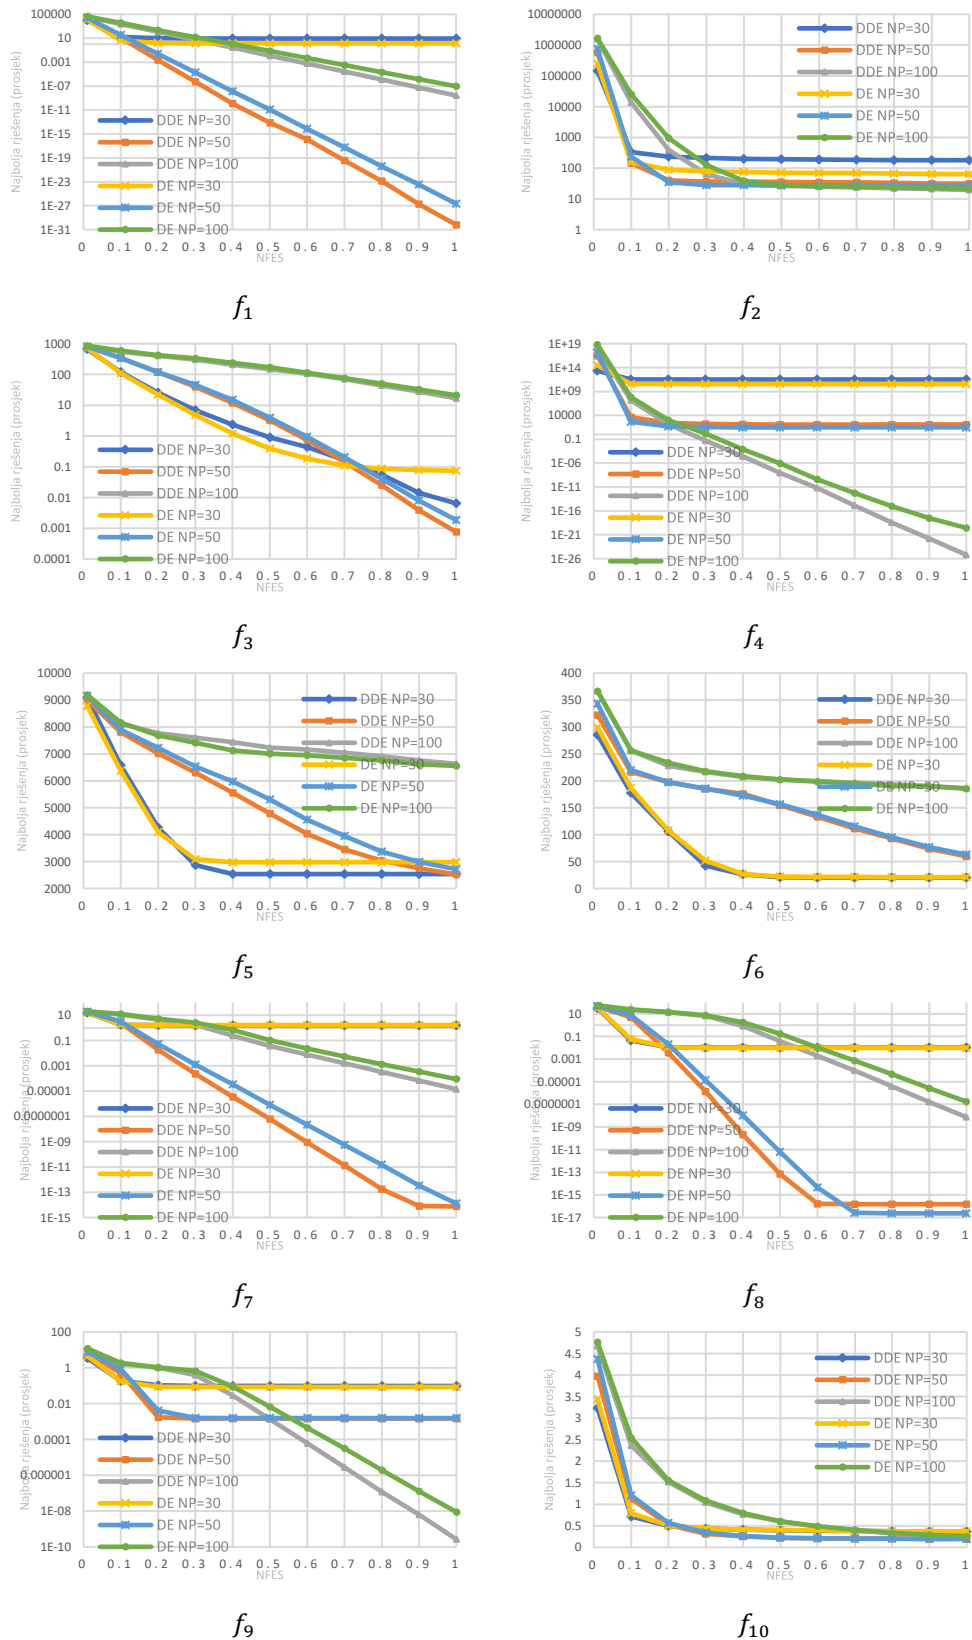 100000
10
0.001
1E-07
1E-11
1E-15
1E-19
1E-23
1E-27
1E-31
Najbolja rješenja (prosjek)
DDE NP=30
DDE NP=50
DDE NP=100
DE NP=30
DE NP=50
DE NP=100
0 0.1 0.2 0.3 0.4 0.5 0.6 0.7 0.8 0.9 1
NFES
f1
10000000
1000000
100000
10000
1000
100
10
1
Najbolja rješenja (prosjek)
DDE NP=30
DDE NP=50
DDE NP=100
DE NP=30
DE NP=50
DE NP=100
0 0.1 0.2 0.3 0.4 0.5 0.6 0.7 0.8 0.9 1
NFES
f2
1000
100
10
1
0.1
0.01
0.001
0.0001
Najbolja rješenja (prosjek)
DDE NP=30
DDE NP=50
DDE NP=100
DE NP=30
DE NP=50
DE NP=100
0 0.1 0.2 0.3 0.4 0.5 0.6 0.7 0.8 0.9 1
NFES
f3
1E+19
1E+14
1E+09
10000
0.1
1E-06
1E-11
1E-16
1E-21
1E-26
Najbolja rješenja (prosjek)
DDE NP=30
DDE NP=50
DDE NP=100
DE NP=30
DE NP=50
DE NP=100
0 0.1 0.2 0.3 0.4 0.5 0.6 0.7 0.8 0.9 1
NFES
f4
10000
9000
8000
7000
6000
5000
4000
3000
2000
Najbolja rješenja (prosjek)
DDE NP=30
DDE NP=50
DDE NP=100
DE NP=30
DE NP=50
DE NP=100
0 0.1 0.2 0.3 0.4 0.5 0.6 0.7 0.8 0.9 1
NFES
f5
400
350
300
250
200
150
100
50
0
Najbolja rješenja (prosjek)
DDE NP=30
DDE NP=50
DDE NP=100
DE NP=30
DE NP=50
DE NP=100
0 0.1 0.2 0.3 0.4 0.5 0.6 0.7 0.8 0.9 1
NFES
f6
10
0.1
0.001
0.00001
0.0000001
1E-09
1E-11
1E-13
1E-15
Najbolja rješenja (prosjek)
DDE NP=30
DDE NP=50
DDE NP=100
DE NP=30
DE NP=50
DE NP=100
0 0.1 0.2 0.3 0.4 0.5 0.6 0.7 0.8 0.9 1
NFES
f7
10
0.1
0.001
0.00001
0.0000001
1E-09
1E-11
1E-13
1E-15
1E-17
Najbolja rješenja (prosjek)
DDE NP=30
DDE NP=50
DDE NP=100
DE NP=30
DE NP=50
DE NP=100
0 0.1 0.2 0.3 0.4 0.5 0.6 0.7 0.8 0.9 1
NFES
f8
100
1
0.01
0.0001
0.000001
1E-08
1E-10
Najbolja rješenja (prosjek)
DDE NP=30
DDE NP=50
DDE NP=100
DE NP=30
DE NP=50
DE NP=100
0 0.1 0.2 0.3 0.4 0.5 0.6 0.7 0.8 0.9 1
NFES
f9
5
4.5
4
3.5
3
2.5
2
1.5
1
0.5
0
Najbolja rješenja (prosjek)
DDE NP=30
DDE NP=50
DDE NP=100
DE NP=30
DE NP=50
DE NP=100
0 0.1 0.2 0.3 0.4 0.5 0.6 0.7 0.8 0.9 1
NFES
f10